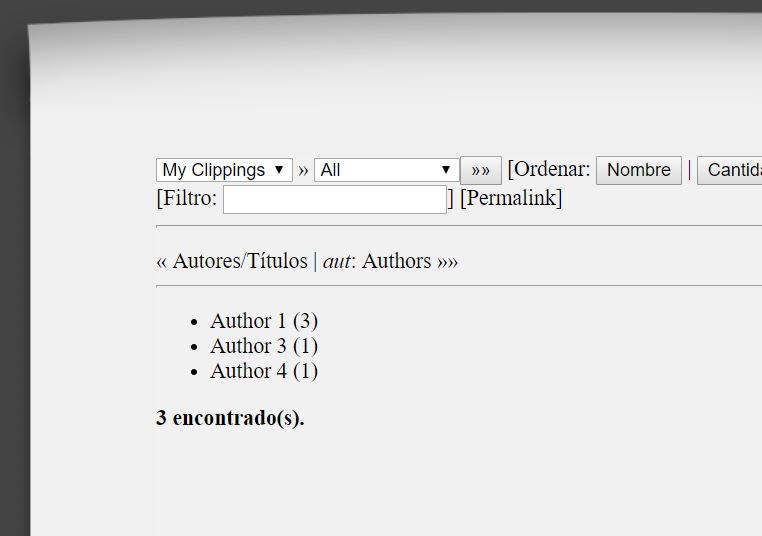 My Clippings ▼ » All ▼ »» [Ordenar: Nombre |
[Filtro: ] [Permalink]
« Autores/Títulos | aut: Authors »»
• Author 1 (3)
• Author 3 (1)
• Author 4 (1)
3 encontrado(s).